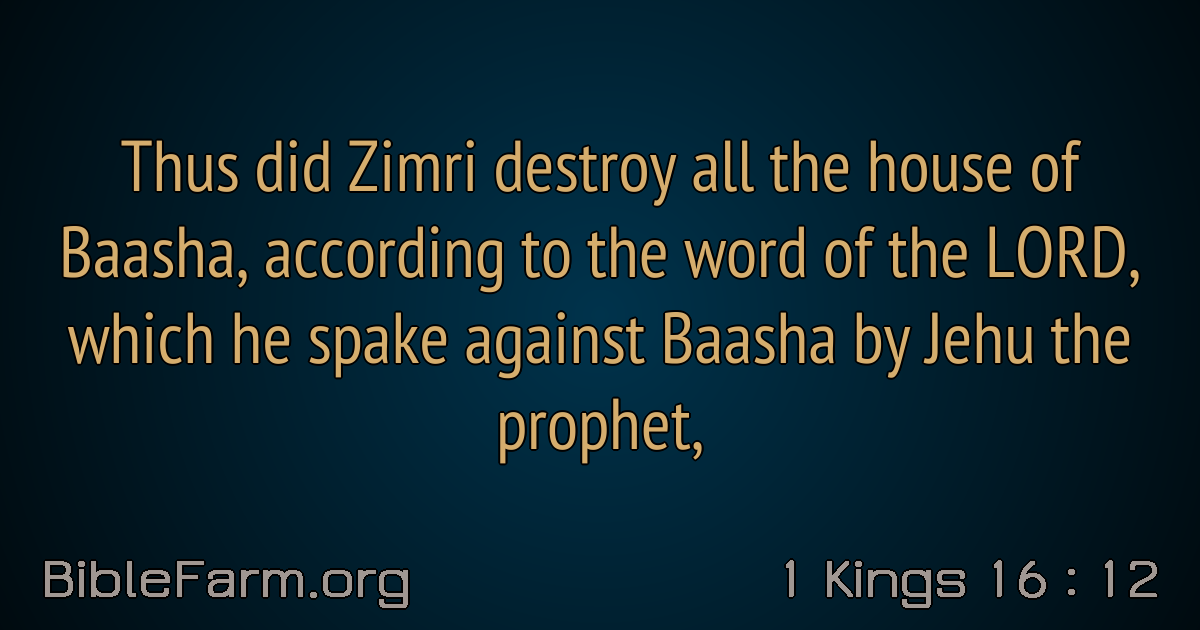 Thus did Zimri destroy all the house of
Baasha, according to the word of the LORD,
which he spake against Baasha by Jehu the
prophet,
BibleFarm.org
1 Kings 16 : 12